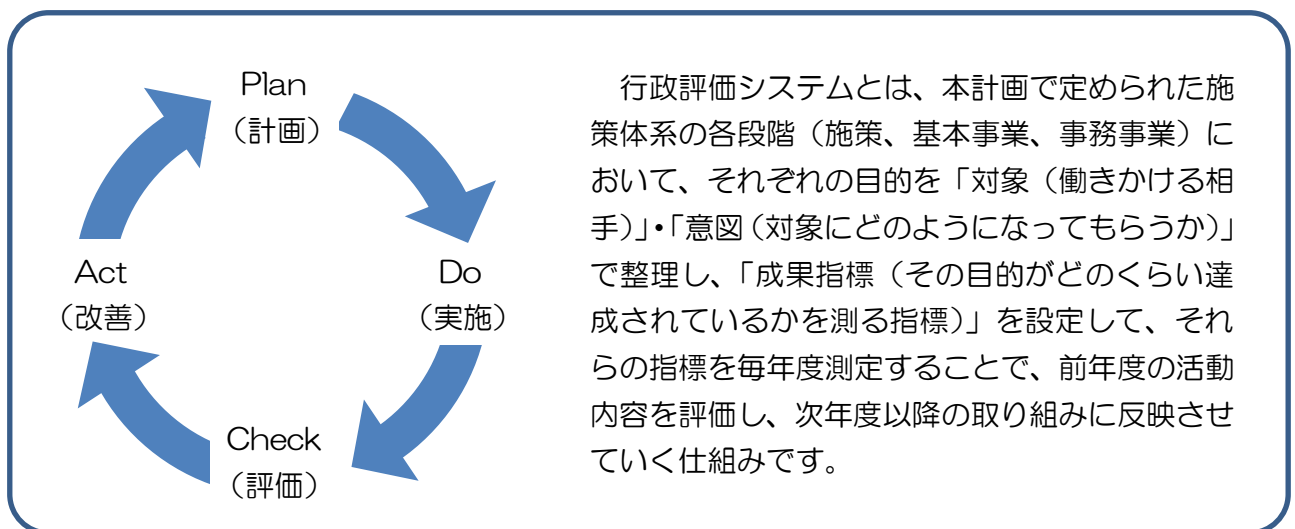 Plan
（計画）
Do
（実施）
Check
（評価）
Act
（改善）
行政評価システムとは、本計画で定められた施
策体系の各段階（施策、基本事業、事務事業）に
おいて、それぞれの目的を「対象（働きかける相
手）」・「意図（対象にどのようになってもらうか）」
で整理し、「成果指標（その目的がどのくらい達
成されているかを測る指標）」を設定して、それ
らの指標を毎年度測定することで、前年度の活動
内容を評価し、次年度以降の取り組みに反映させ
ていく仕組みです。